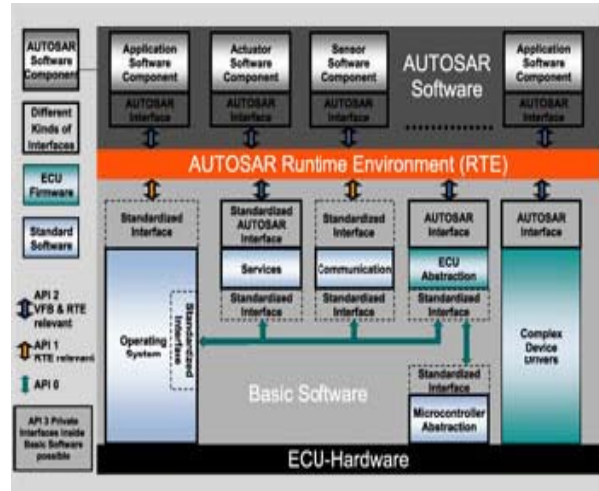 AUTOSAR
Software
Component
Different
Kinds of
Interfaces
ECU
Firmware
Standard
Software
API 2
VFB & RTE
relevant
API 1
RTE relevant
API 0
API 3 Private
Interfaces inside
Basic Software
possible
Application
Software
Component
AUTOSAR
Interface
Actuator
Software
Component
AUTOSAR
Interface
Sensor
Software
Component
AUTOSAR
Interface
AUTOSAR
Software
Application
Software
Component
AUTOSAR
Interface
AUTOSAR Runtime Environment (RTE)
Standardized
Interface
Operating
System
Standardized
Interface
Standardized
AUTOSAR
Interface
Services
Standardized
Interface
Standardized
Interface
Communication
Standardized
Interface
AUTOSAR
Interface
ECU
Abstraction
Standardized
Interface
Standardized
Interface
Microcontroller
Abstraction
AUTOSAR
Interface
Complex
Device
Drivers
Basic Software
ECU-Hardware